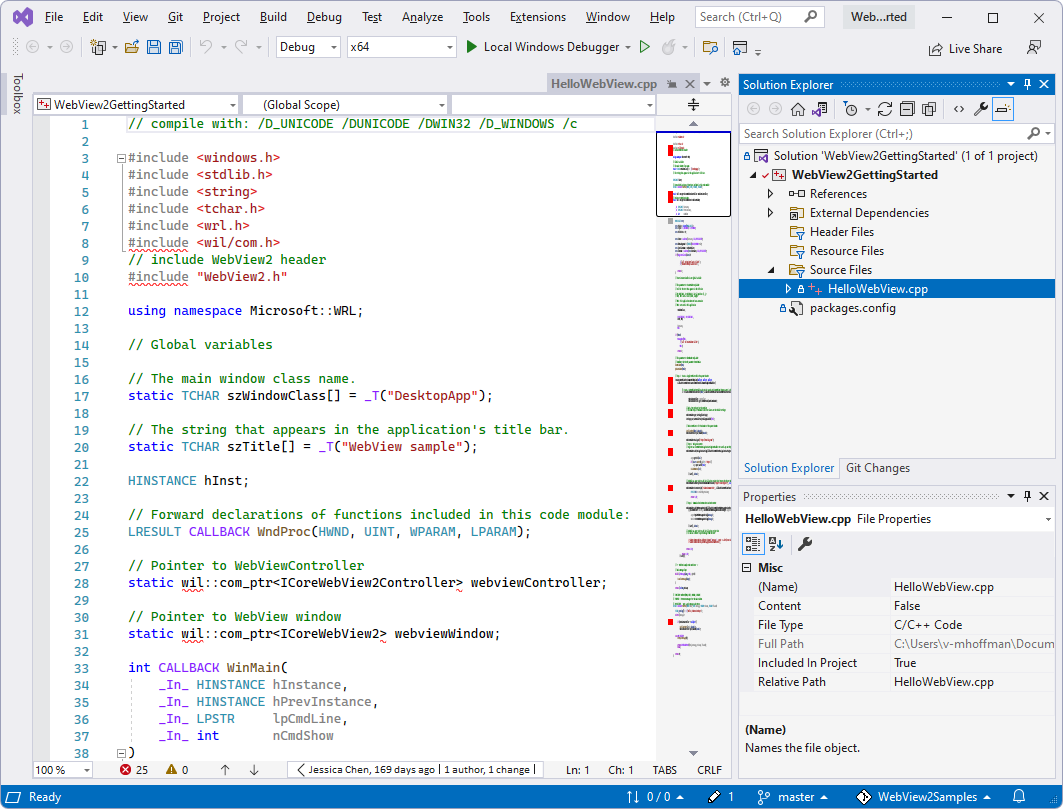 File Edit View Git Project Build Debug Test Analyze Tools Extensions Window Help Search (Ctrl+Q) Web...rted
Debug x64 Local Windows Debugger Live Share
Toolbox
HelloWebView.cpp
WebView2GettingStarted (Global Scope)
1 // compile with: /D_UNICODE /DUNICODE /DWIN32 /D_WINDOWS /c
2
3 #include <windows.h>
4 #include <stdlib.h>
5 #include <string>
6 #include <tchar.h>
7 #include <wrl.h>
8 #include <wil/com.h>
9 // include WebView2 header
10 #include "WebView2.h"
11
12 using namespace Microsoft::WRL;
13
14 // Global variables
15
16 // The main window class name.
17 static TCHAR szWindowClass[] = _T("DesktopApp");
18
19 // The string that appears in the application's title bar.
20 static TCHAR szTitle[] = _T("WebView sample");
21
22 HINSTANCE hInst;
23
24 // Forward declarations of functions included in this code module:
25 LRESULT CALLBACK WndProc(HWND, UINT, WPARAM, LPARAM);
26
27 // Pointer to WebViewController
28 static wil::com_ptr<ICoreWebView2Controller> webviewController;
29
30 // Pointer to WebView window
31 static wil::com_ptr<ICoreWebView2> webviewWindow;
32
33 int CALLBACK WinMain(
34 _In_ HINSTANCE hInstance,
35 _In_ HINSTANCE hPrevInstance,
36 _In_ LPSTR lpCmdLine,
37 _In_ int nCmdShow
38 )
100 % 25 0 Jessica Chen, 169 days ago | 1 author, 1 change | Ln: 1 Ch: 1 TABS CRLF
Solution Explorer
Search Solution Explorer (Ctrl+;)
Solution 'WebView2GettingStarted' (1 of 1 project)
WebView2GettingStarted
References
External Dependencies
Header Files
Resource Files
Source Files
HelloWebView.cpp
packages.config
Solution Explorer Git Changes
Properties
HelloWebView.cpp File Properties
Misc
(Name) HelloWebView.cpp
Content False
File Type C/C++ Code
Full Path C:\Users\v-mhoffman\Docum
Included In Project True
Relative Path HelloWebView.cpp
(Name)
Names the file object.
Ready 0 / 0 1 master WebView2Samples